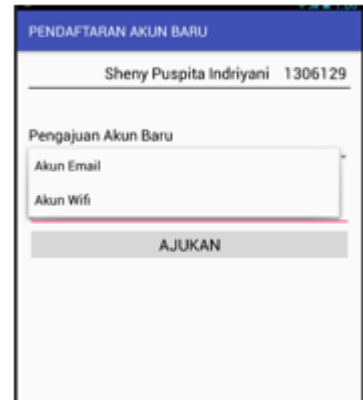 PENDAFTARAN AKUN BARU
Sheny Puspita Indriyani 1306129
Pengajuan Akun Baru
Akun Email
Akun Wifi
AJUKAN